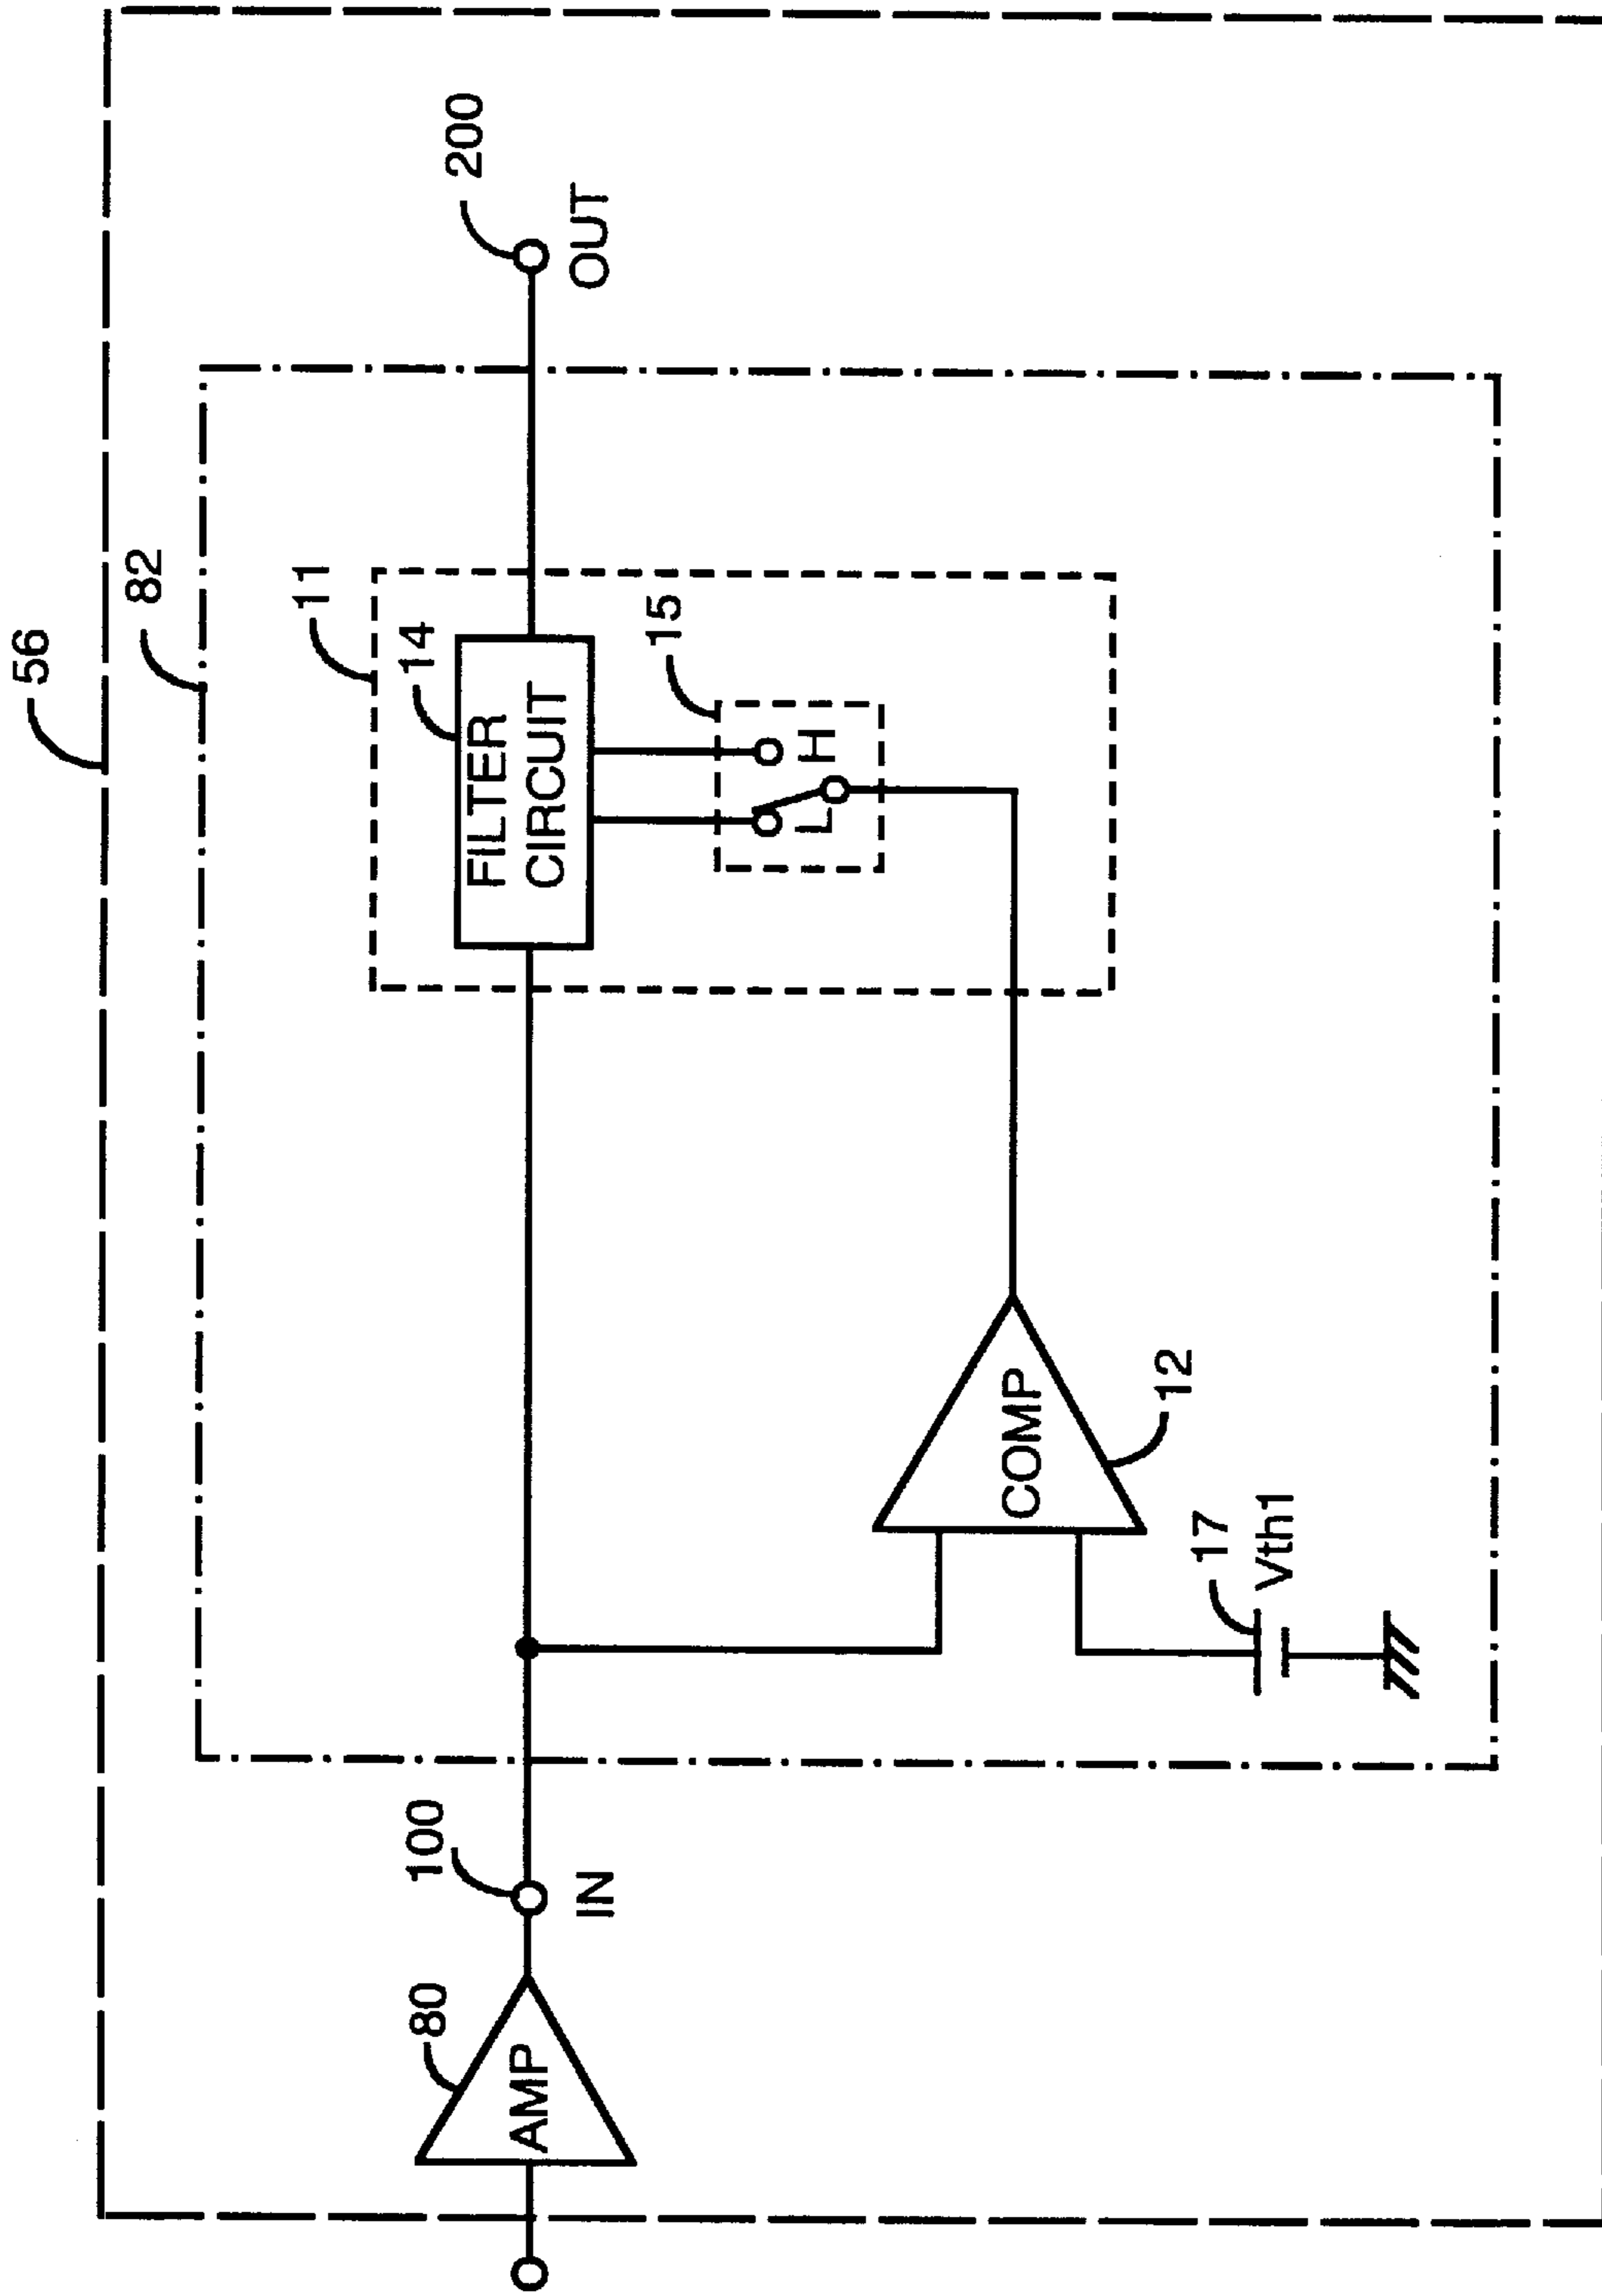 56
82
11
14
FILTER
CIRCUIT
15
L
H
200
OUT
100
IN
80
AMP
COMP
12
17
Vth1